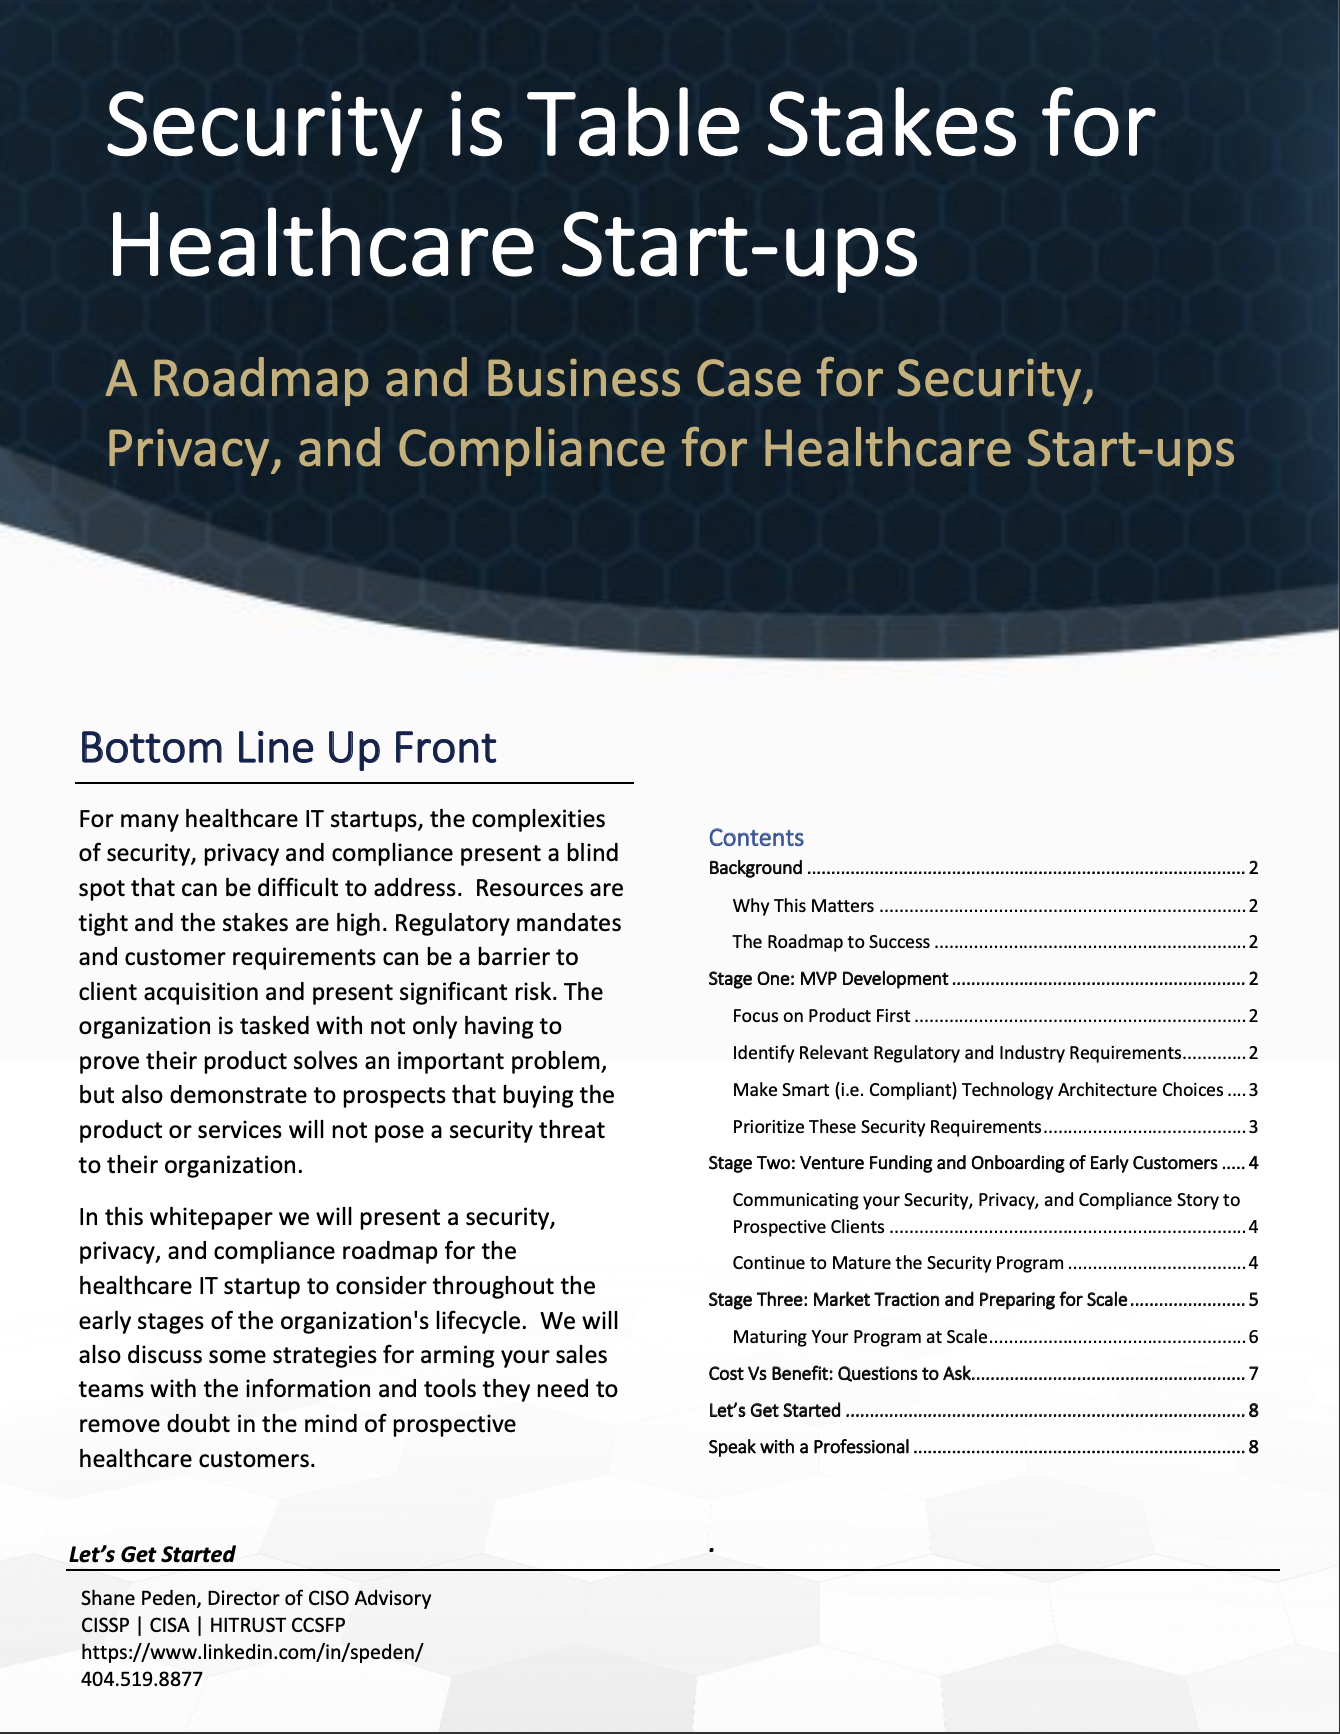 Security is Table Stakes for
Healthcare Start-ups
A Roadmap and Business Case for Security,
Privacy, and Compliance for Healthcare Start-ups
Bottom Line Up Front
For many healthcare IT startups, the complexities
of security, privacy and compliance present a blind
spot that can be difficult to address.  Resources are
tight and the stakes are high. Regulatory mandates
and customer requirements can be a barrier to
client acquisition and present significant risk. The
organization is tasked with not only having to
prove their product solves an important problem,
but also demonstrate to prospects that buying the
product or services will not pose a security threat
to their organization.
In this whitepaper we will present a security,
privacy, and compliance roadmap for the
healthcare IT startup to consider throughout the
early stages of the organization's lifecycle.  We will
also discuss some strategies for arming your sales
teams with the information and tools they need to
remove doubt in the mind of prospective
healthcare customers.
Contents
Background ........................................................................................... 2
Why This Matters ............................................................................ 2
The Roadmap to Success ................................................................. 2
Stage One: MVP Development ............................................................. 2
Focus on Product First ..................................................................... 2
Identify Relevant Regulatory and Industry Requirements............. 2
Make Smart (i.e. Compliant) Technology Architecture Choices .... 3
Prioritize These Security Requirements.......................................... 3
Stage Two: Venture Funding and Onboarding of Early Customers ..... 4
Communicating your Security, Privacy, and Compliance Story to
Prospective Clients .......................................................................... 4
Continue to Mature the Security Program ..................................... 4
Stage Three: Market Traction and Preparing for Scale........................ 5
Maturing Your Program at Scale..................................................... 6
Cost Vs Benefit: Questions to Ask......................................................... 7
Let’s Get Started ................................................................................... 8
Speak with a Professional ..................................................................... 8
.
Let’s Get Started
Shane Peden, Director of CISO Advisory
CISSP | CISA | HITRUST CCSFP
https://www.linkedin.com/in/speden/
404.519.8877